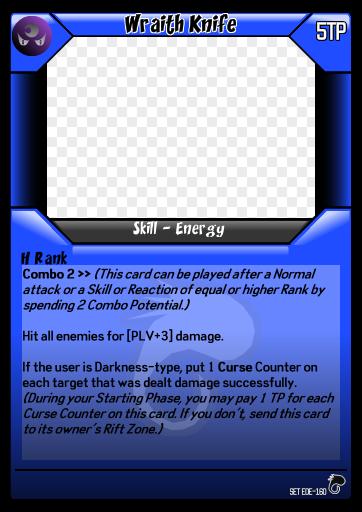 Wraith Knife
5TP
Skill - Energy
H Rank
Combo 2 >> (This card can be played after a Normal
attack or a Skill or Reaction of equal or higher Rank by
spending 2 Combo Potential.)
Hit all enemies for [PLV+3] damage.
If the user is Darkness-type, put 1 Curse Counter on
each target that was dealt damage successfully.
(During your Starting Phase, you may pay 1 TP for each
Curse Counter on this card. If you don't, send this card
to its owner's Rift Zone.)
SET EOE-160